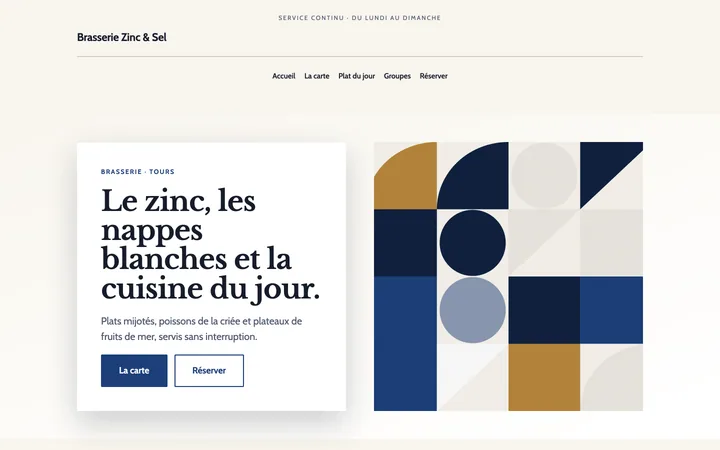 SERVICE CONTINU · DU LUNDI AU DIMANCHE
Brasserie Zinc & Sel
Accueil La carte Plat du jour Groupes Réserver
BRASSERIE · TOURS
Le zinc, les
nappes
blanches et la
cuisine du jour.
Plats mijotés, poissons de la criée et plateaux de
fruits de mer, servis sans interruption.
La carte Réserver